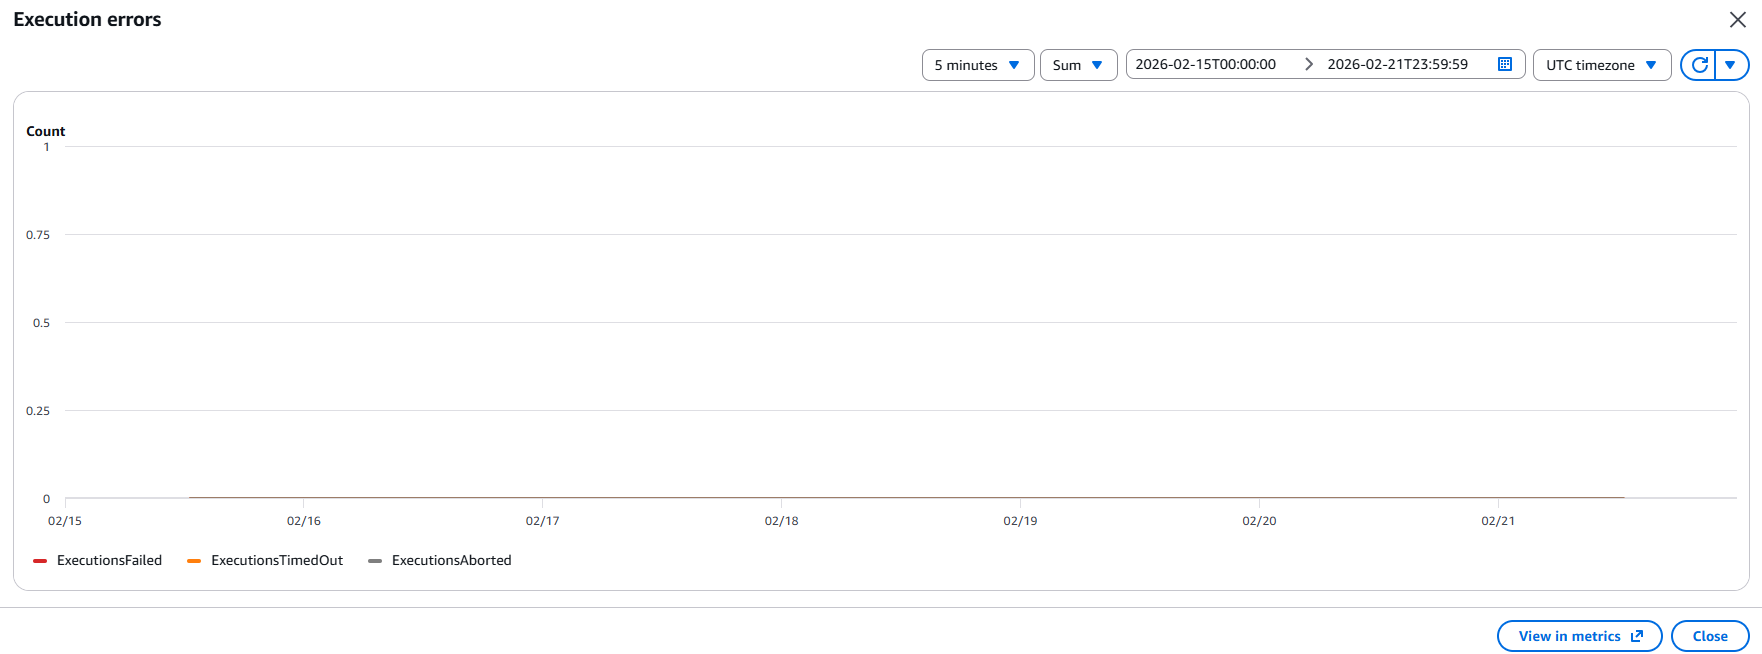 Execution errors
5 minutes Sum 2026-02-15T00:00:00 2026-02-21T23:59:59 UTC timezone
Count
1
0.75
0.5
0.25
0
02/15 02/16 02/17 02/18 02/19 02/20 02/21
ExecutionsFailed ExecutionsTimedOut ExecutionsAborted
View in metrics Close